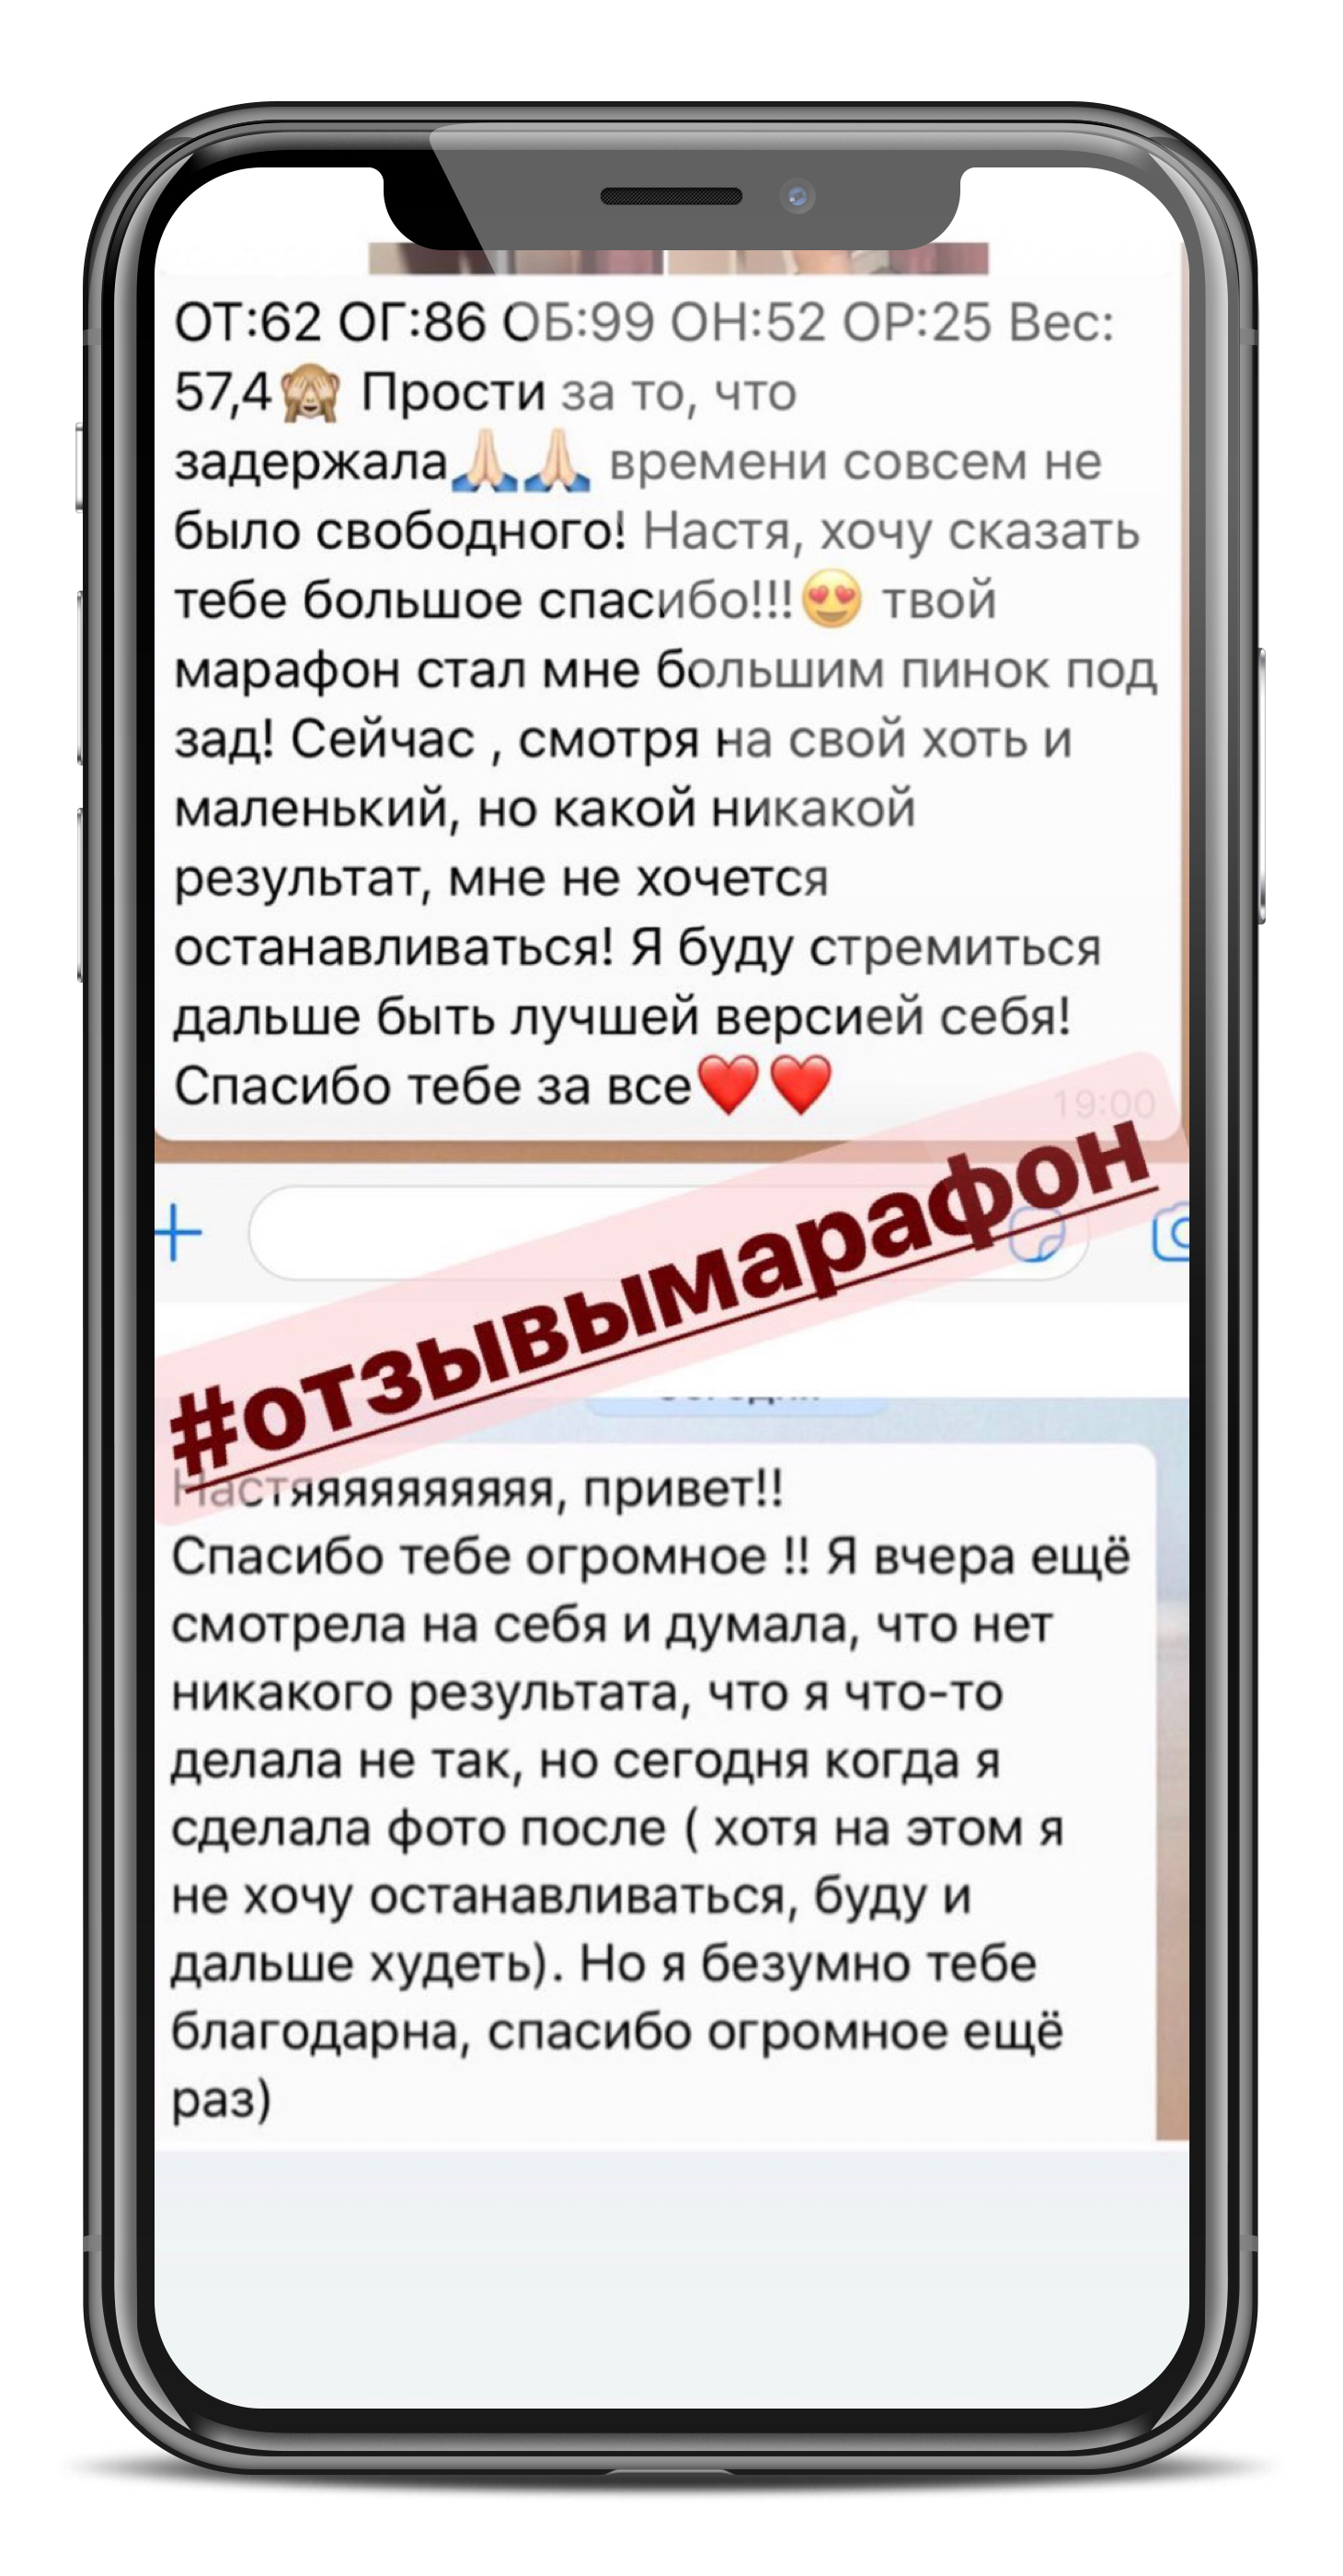 ОТ:62 ОГ:86 ОБ:99 ОН:52 ОР:25 Вес:
57,4🙈 Прости за то, что
задержала🙏🏻🙏🏻 времени совсем не
было свободного! Настя, хочу сказать
тебе большое спасибо!!!😍 твой
марафон стал мне большим пинок под
зад! Сейчас , смотря на свой хоть и
маленький, но какой никакой
результат, мне не хочется
останавливаться! Я буду стремиться
дальше быть лучшей версией себя!
Спасибо тебе за все❤️❤️
19:00
#отзывымарафон
Настяяяяяяяяяя, привет!!
Спасибо тебе огромное !! Я вчера ещё
смотрела на себя и думала, что нет
никакого результата, что я что-то
делала не так, но сегодня когда я
сделала фото после ( хотя на этом я
не хочу останавливаться, буду и
дальше худеть). Но я безумно тебе
благодарна, спасибо огромное ещё
раз)